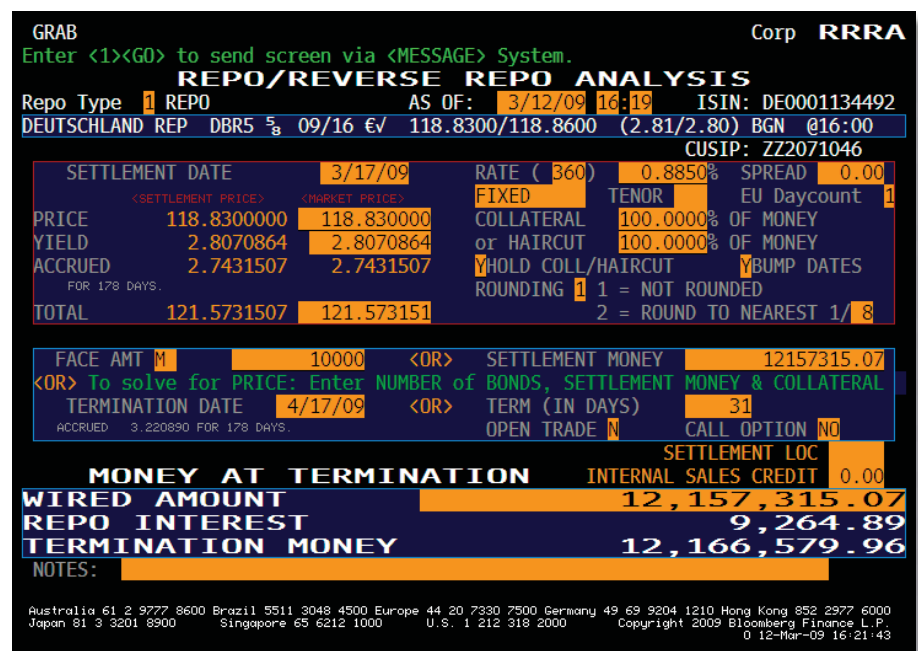 GRAB Corp RRRA
Enter <1><GO> to send screen via <MESSAGE> System.
REPO/REVERSE REPO ANALYSIS
Repo Type 1 REPO AS OF: 3/12/09 16:19 ISIN: DE0001134492
DEUTSCHLAND REP DBR5 5/8 09/16 €√ 118.8300/118.8600 (2.81/2.80) BGN @16:00
CUSIP: ZZ2071046
SETTLEMENT DATE 3/17/09 RATE ( 360) 0.8850% SPREAD 0.00
<SETTLEMENT PRICE> <MARKET PRICE> FIXED TENOR EU Daycount 1
PRICE 118.8300000 118.830000 COLLATERAL 100.0000% OF MONEY
YIELD 2.8070864 2.8070864 or HAIRCUT 100.0000% OF MONEY
ACCRUED 2.7431507 2.7431507 YHOLD COLL/HAIRCUT YBUMP DATES
FOR 178 DAYS. ROUNDING 1 1 = NOT ROUNDED
TOTAL 121.5731507 121.573151 2 = ROUND TO NEAREST 1/ 8
FACE AMT M 10000 <OR> SETTLEMENT MONEY 12157315.07
<OR> To solve for PRICE: Enter NUMBER of BONDS, SETTLEMENT MONEY & COLLATERAL
TERMINATION DATE 4/17/09 <OR> TERM (IN DAYS) 31
ACCRUED 3.220890 FOR 178 DAYS. OPEN TRADE N CALL OPTION NO
SETTLEMENT LOC
MONEY AT TERMINATION INTERNAL SALES CREDIT 0.00
WIRED AMOUNT 12,157,315.07
REPO INTEREST 9,264.89
TERMINATION MONEY 12,166,579.96
NOTES:
Australia 61 2 9777 8600 Brazil 5511 3048 4500 Europe 44 20 7330 7500 Germany 49 69 9204 1210 Hong Kong 852 2977 6000
Japan 81 3 3201 8900 Singapore 65 6212 1000 U.S. 1 212 318 2000 Copyright 2009 Bloomberg Finance L.P.
0 12-Mar-09 16:21:43